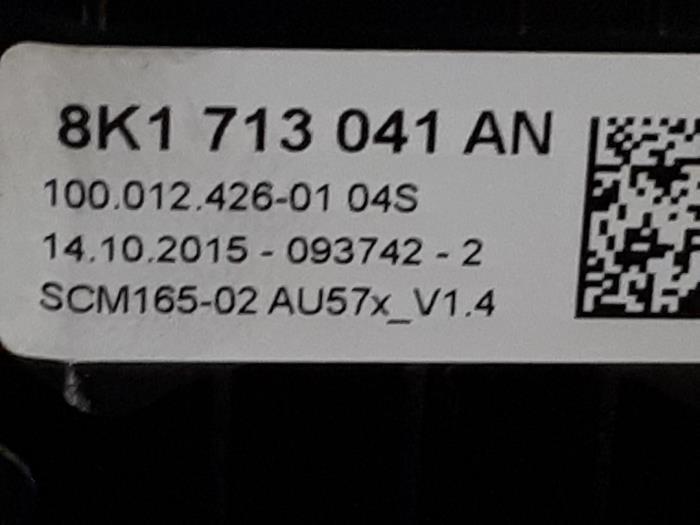 8K1 713 041 AN
100.012.426-01 04S
14.10.2015 - 093742 - 2
SCM165-02 AU57x_V1.4